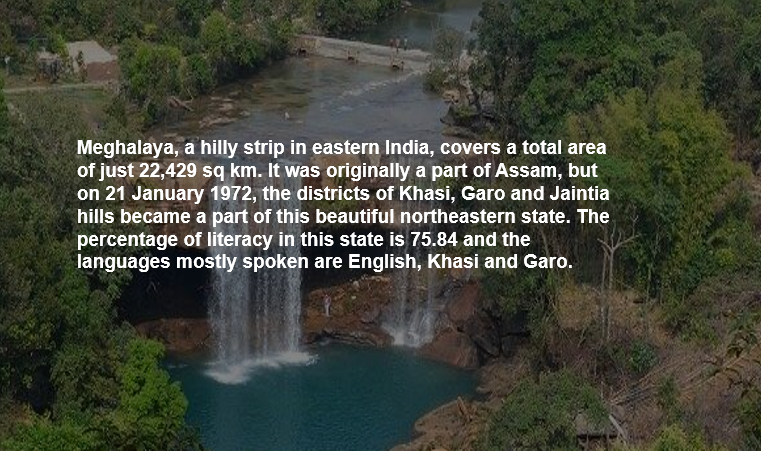 Meghalaya, a hilly strip in eastern India, covers a total area
of just 22,429 sq km. It was originally a part of Assam, but
on 21 January 1972, the districts of Khasi, Garo and Jaintia
hills became a part of this beautiful northeastern state. The
percentage of literacy in this state is 75.84 and the
languages mostly spoken are English, Khasi and Garo.